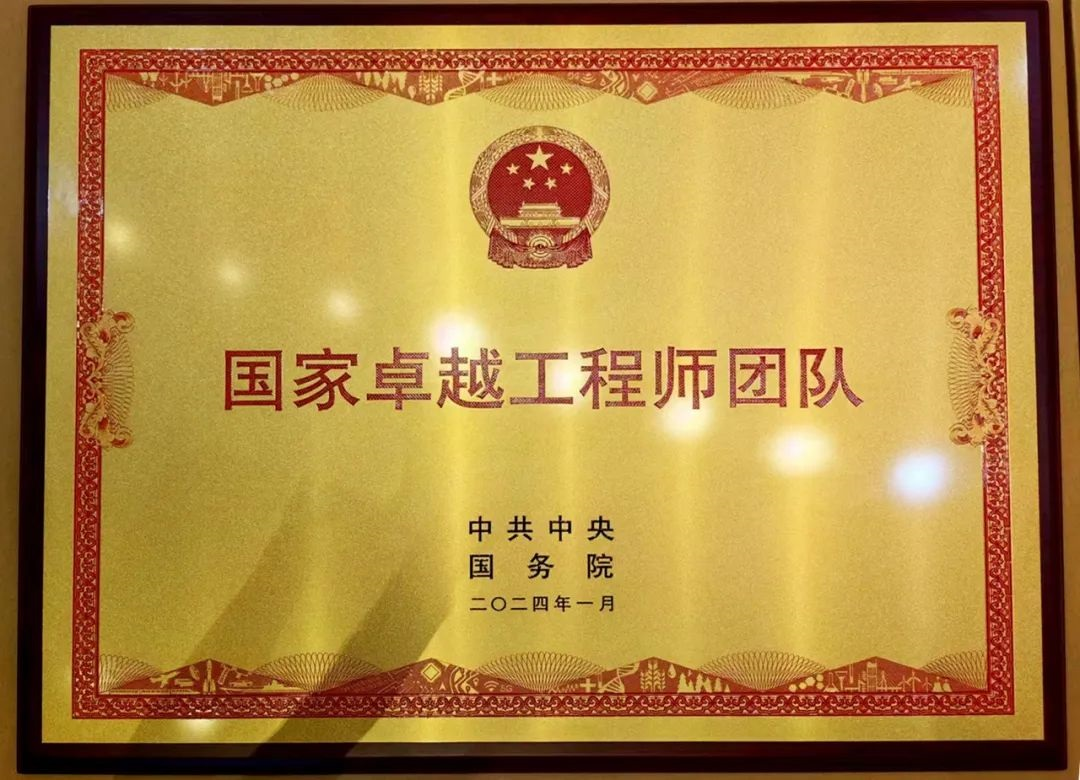 国家卓越工程师团队
中共中央
国务院
二〇二四年一月